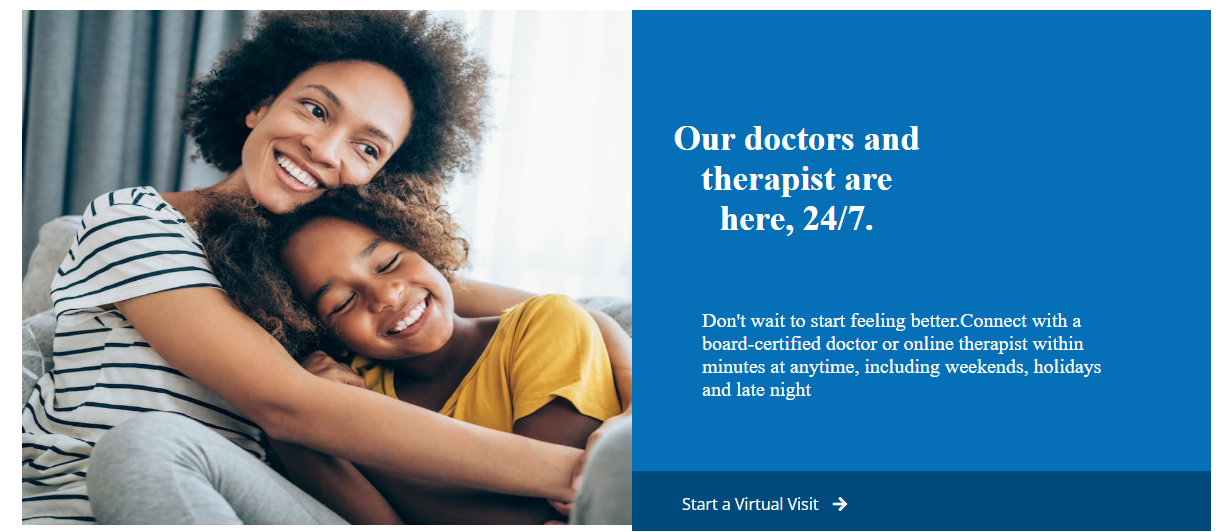 Our doctors and
therapist are
here, 24/7.
Don't wait to start feeling better.Connect with a
board-certified doctor or online therapist within
minutes at anytime, including weekends, holidays
and late night
Start a Virtual Visit